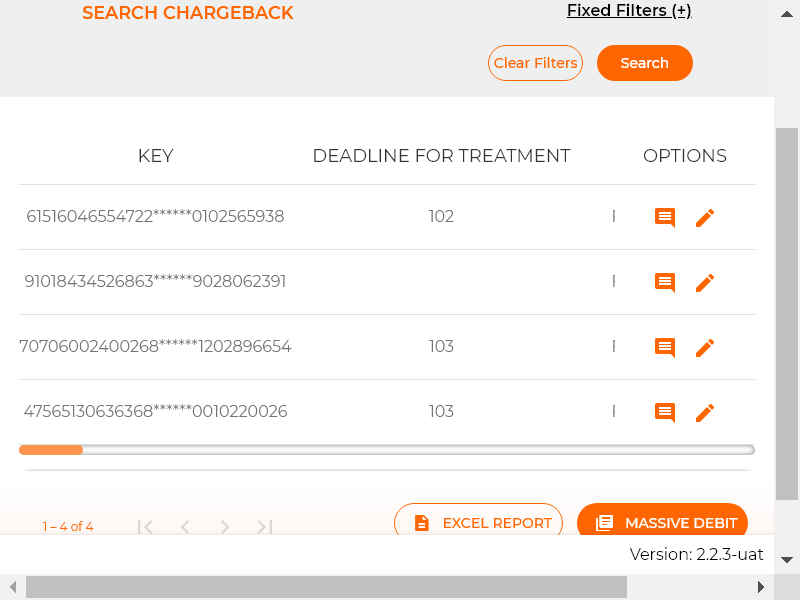 SEARCH CHARGEBACK
Fixed Filters (+)
Clear Filters
Search
KEY DEADLINE FOR TREATMENT OPTIONS
61516046554722******0102565938 102
91018434526863******9028062391
70706002400268******1202896654 103
47565130636368******0010220026 103
1 – 4 of 4
EXCEL REPORT
MASSIVE DEBIT
Version: 2.2.3-uat